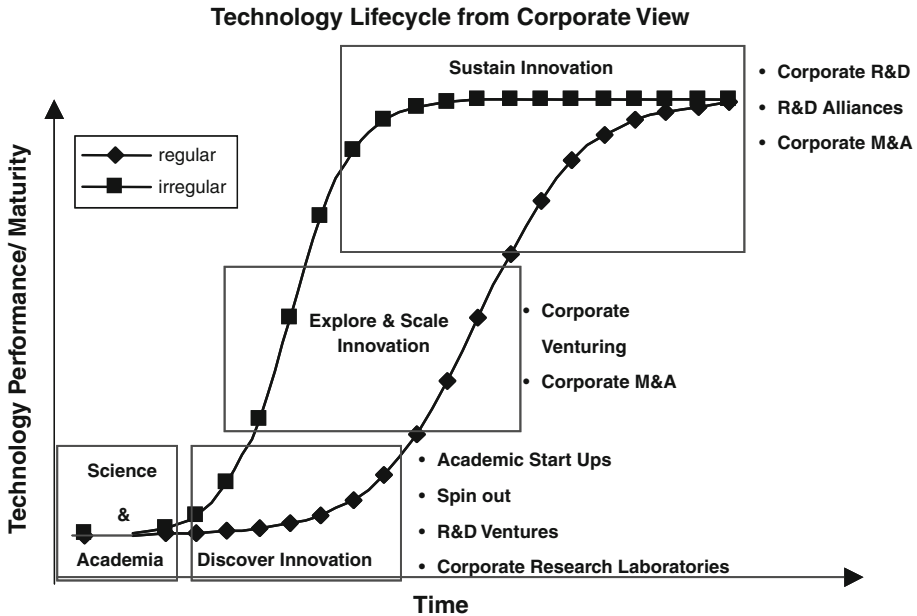 Technology Lifecycle from Corporate View
Sustain Innovation
• Corporate R&D
• R&D Alliances
• Corporate M&A
regular
irregular
Technology Performance/ Maturity
Explore & Scale
Innovation
• Corporate
Venturing
• Corporate M&A
Science
&
Academia
Discover Innovation
• Academic Start Ups
• Spin out
• R&D Ventures
• Corporate Research Laboratories
Time